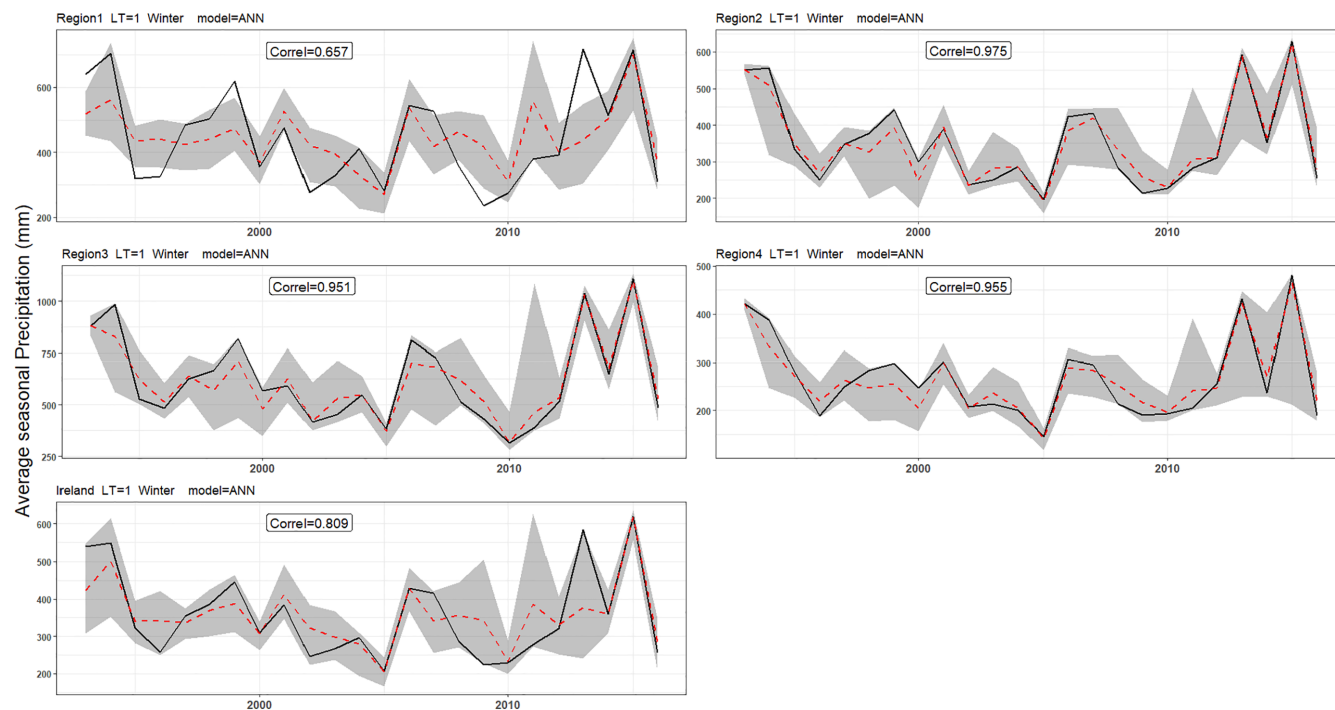 Average seasonal Precipitation (mm)
Region1 LT=1 Winter model=ANN
Correl=0.657
600
400
200
2000
2010
Region2 LT=1 Winter model=ANN
Correl=0.975
600
500
400
300
200
2000
2010
Region3 LT=1 Winter model=ANN
Correl=0.951
1000
750
500
250
2000
2010
Region4 LT=1 Winter model=ANN
Correl=0.955
500
400
300
200
2000
2010
Ireland LT=1 Winter model=ANN
Correl=0.809
600
500
400
300
200
2000
2010